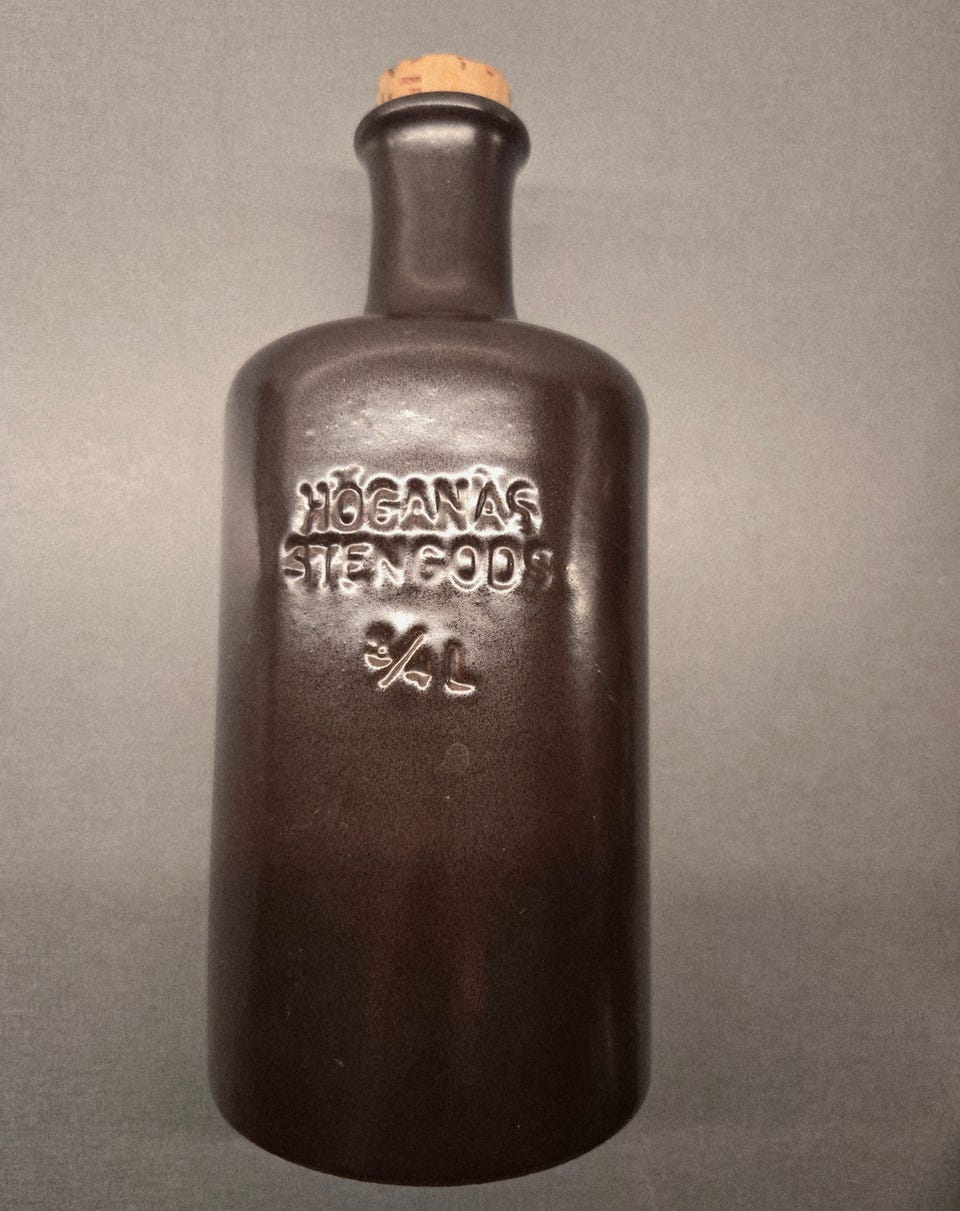 HÖGANÄS
STENGODS
3/4 L